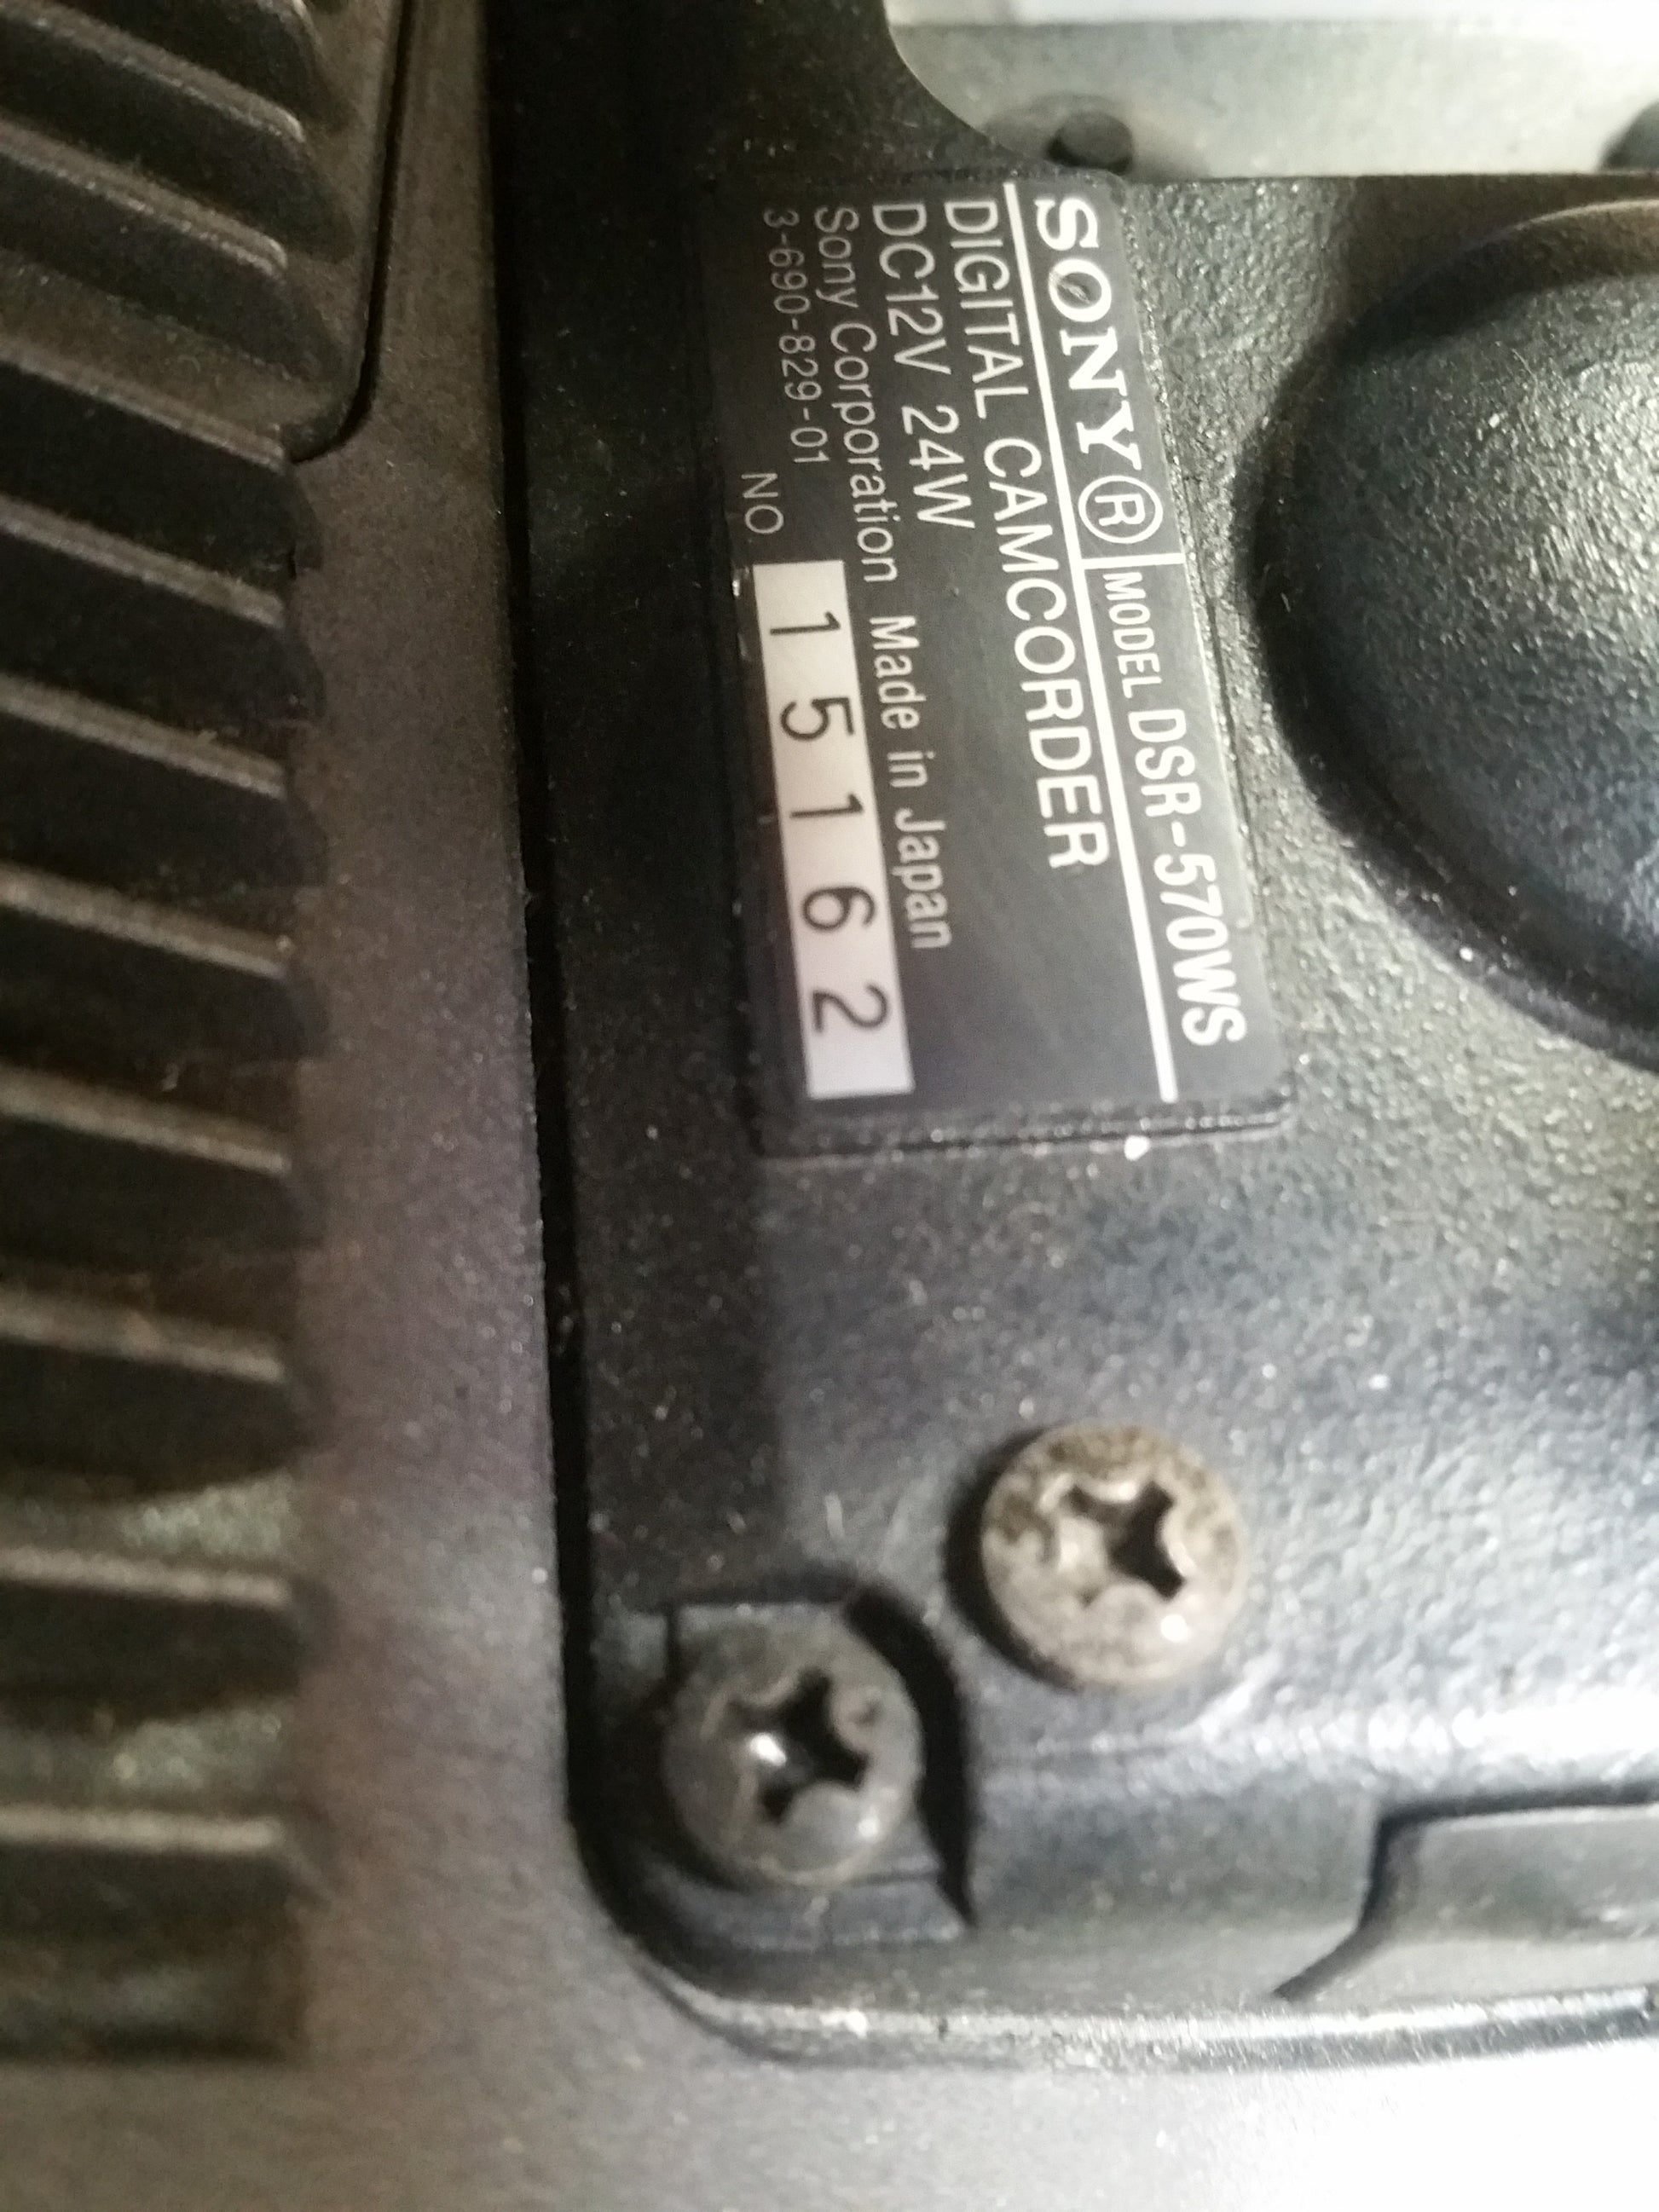 SONY® MODEL DSR-570WS
DIGITAL CAMCORDER
DC12V 24W
Sony Corporation Made in Japan
3-690-829-01
NO 15162